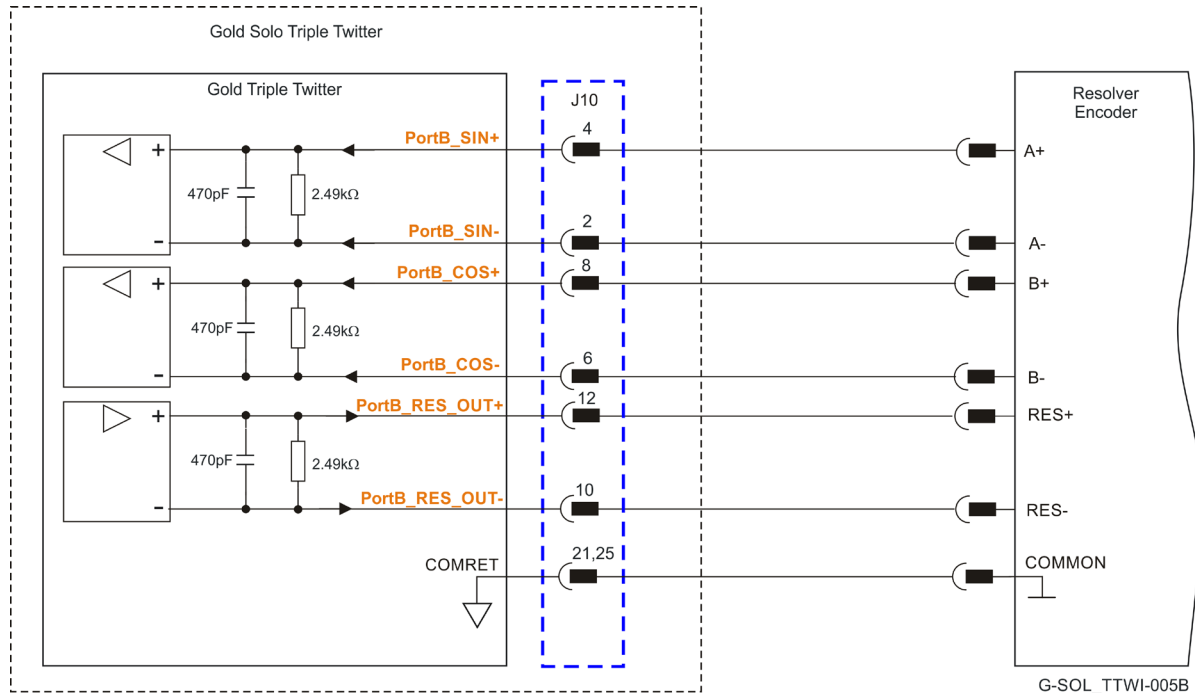 Gold Solo Triple Twitter
Gold Triple Twitter
J10
Resolver
Encoder
+
PortB_SIN+
4
A+
470pF
2.49kΩ
-
PortB_SIN-
2
A-
+
PortB_COS+
8
B+
470pF
2.49kΩ
-
PortB_COS-
6
B-
+
PortB_RES_OUT+
12
RES+
470pF
2.49kΩ
-
PortB_RES_OUT-
10
RES-
COMRET
21,25
COMMON
G-SOL_TTWI-005B